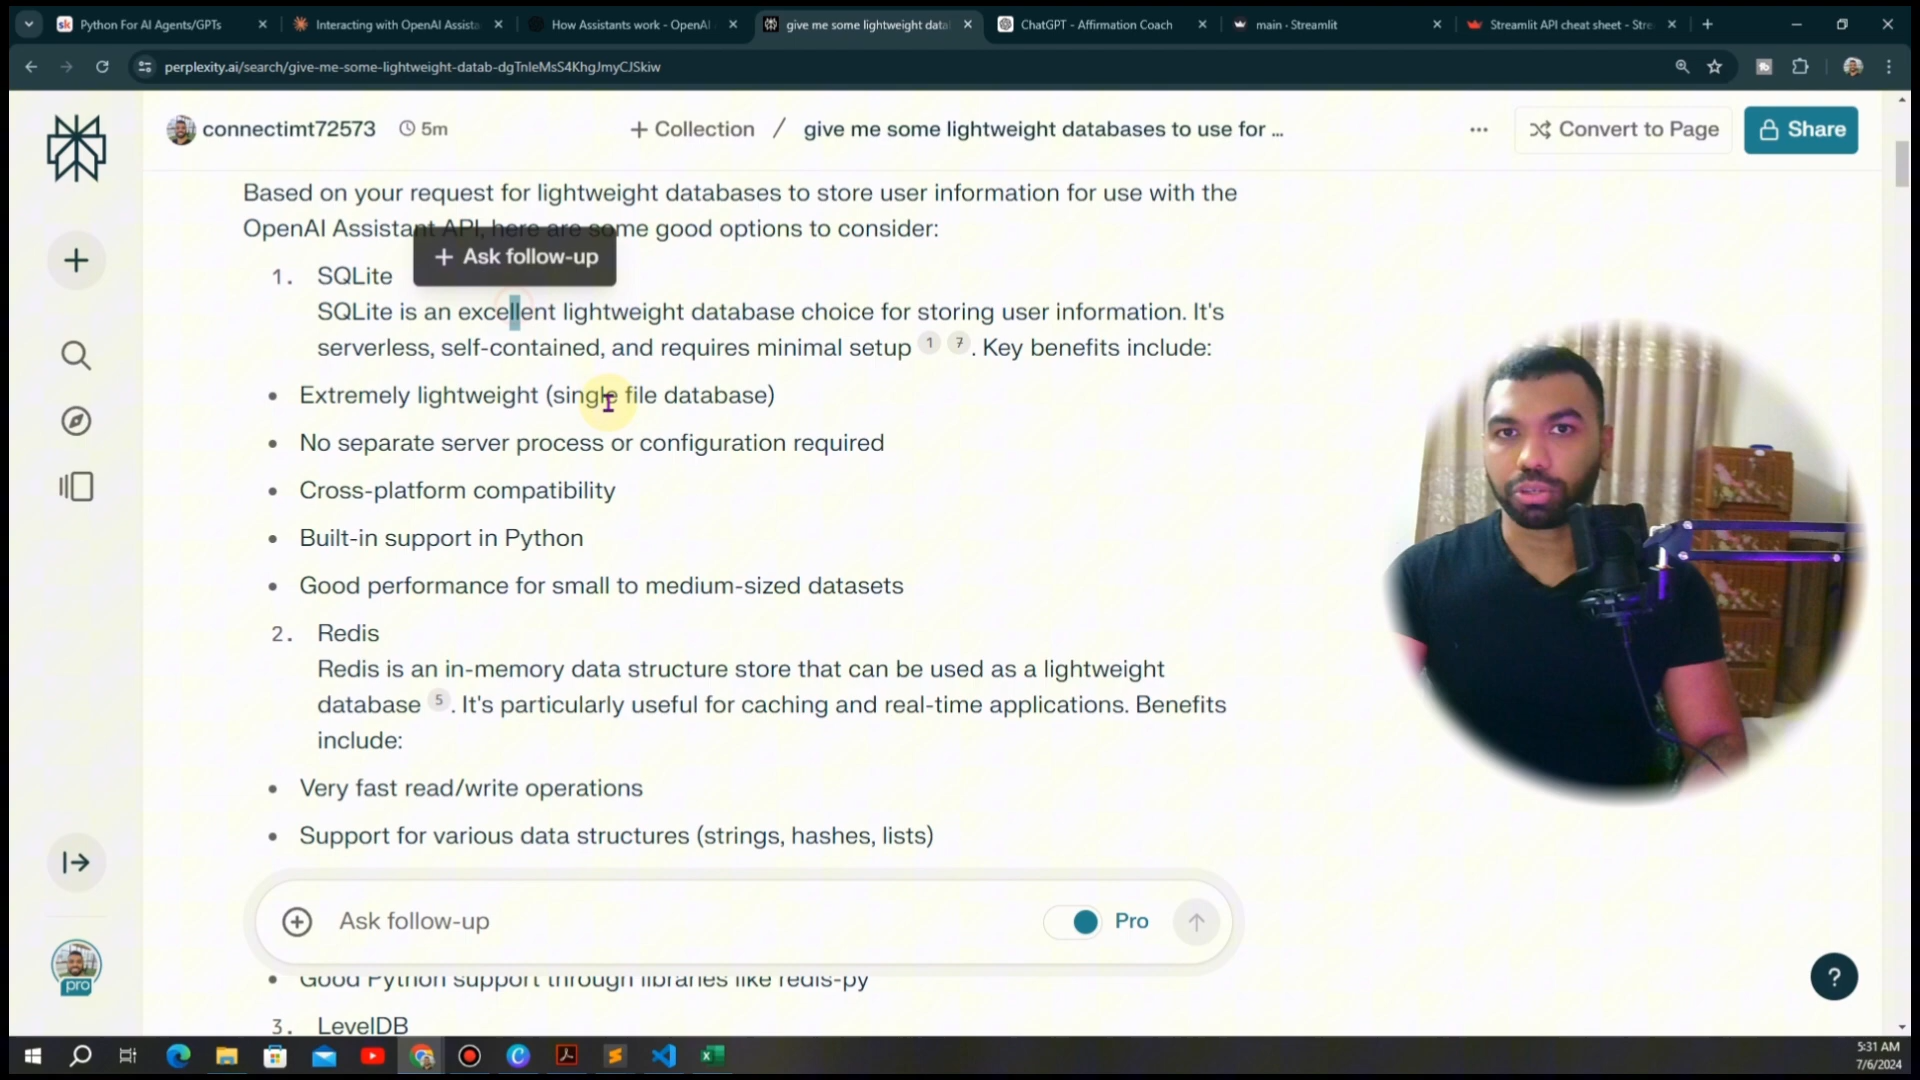 Python For AI Agents/GPTs
Interacting with OpenAI Assista
How Assistants work - OpenAI
give me some lightweight data
ChatGPT - Affirmation Coach
main · Streamlit
Streamlit API cheat sheet - Stre
perplexity.ai/search/give-me-some-lightweight-datab-dgTnleMsS4KhgJmyCJSkiw
connectimt72573
5m
+ Collection / give me some lightweight databases to use for ...
Convert to Page
Share
Based on your request for lightweight databases to store user information for use with the
OpenAI Assistant API, here are some good options to consider:
+ Ask follow-up
1. SQLite
SQLite is an excellent lightweight database choice for storing user information. It's
serverless, self-contained, and requires minimal setup 1 7 . Key benefits include:
• Extremely lightweight (single file database)
• No separate server process or configuration required
• Cross-platform compatibility
• Built-in support in Python
• Good performance for small to medium-sized datasets
2. Redis
Redis is an in-memory data structure store that can be used as a lightweight
database 5 . It's particularly useful for caching and real-time applications. Benefits
include:
• Very fast read/write operations
• Support for various data structures (strings, hashes, lists)
Ask follow-up
Pro
• Good Python support through libraries like redis-py
3. LevelDB
pro
?
5:31 AM
7/6/2024